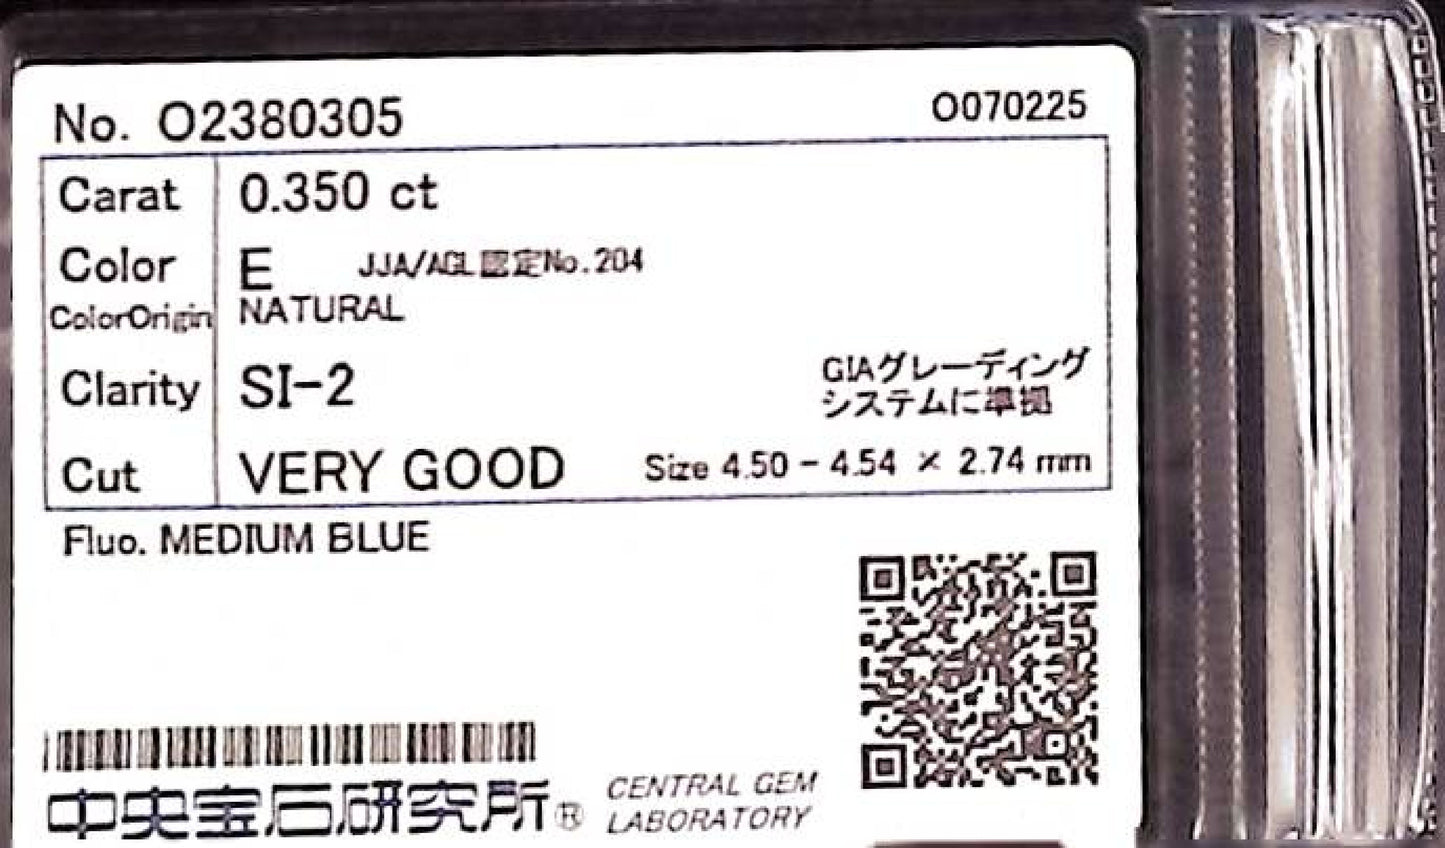 No. O2380305 O070225
Carat 0.350 ct
Color E JJA/AGL認定No.204
ColorOrigin NATURAL
Clarity SI-2 GIAグレーディング
システムに準拠
Cut VERY GOOD Size 4.50 - 4.54 × 2.74 mm
Fluo. MEDIUM BLUE
中央宝石研究所® CENTRAL GEM
LABORATORY